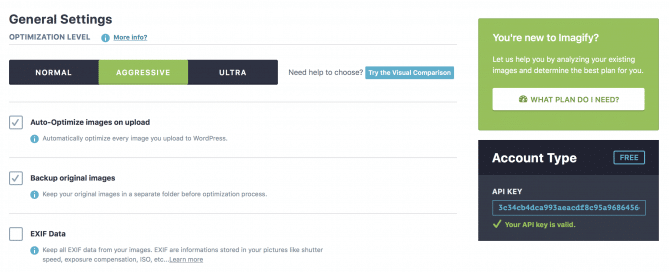 General Settings
OPTIMIZATION LEVEL More info?
NORMAL AGGRESSIVE ULTRA Need help to choose? Try the Visual Comparison
Auto-Optimize images on upload
Automatically optimize every image you upload to WordPress.
Backup original images
Keep your original images in a separate folder before optimization process.
EXIF Data
Keep all EXIF data from your images. EXIF are informations stored in your pictures like shutter
speed, exposure compensation, ISO, etc...Learn more
You're new to Imagify?
Let us help you by analyzing your existing
images and determine the best plan for you.
WHAT PLAN DO I NEED?
Account Type FREE
API KEY
3c34cb4dca993aeacdf8c95a9686456
Your API key is valid.